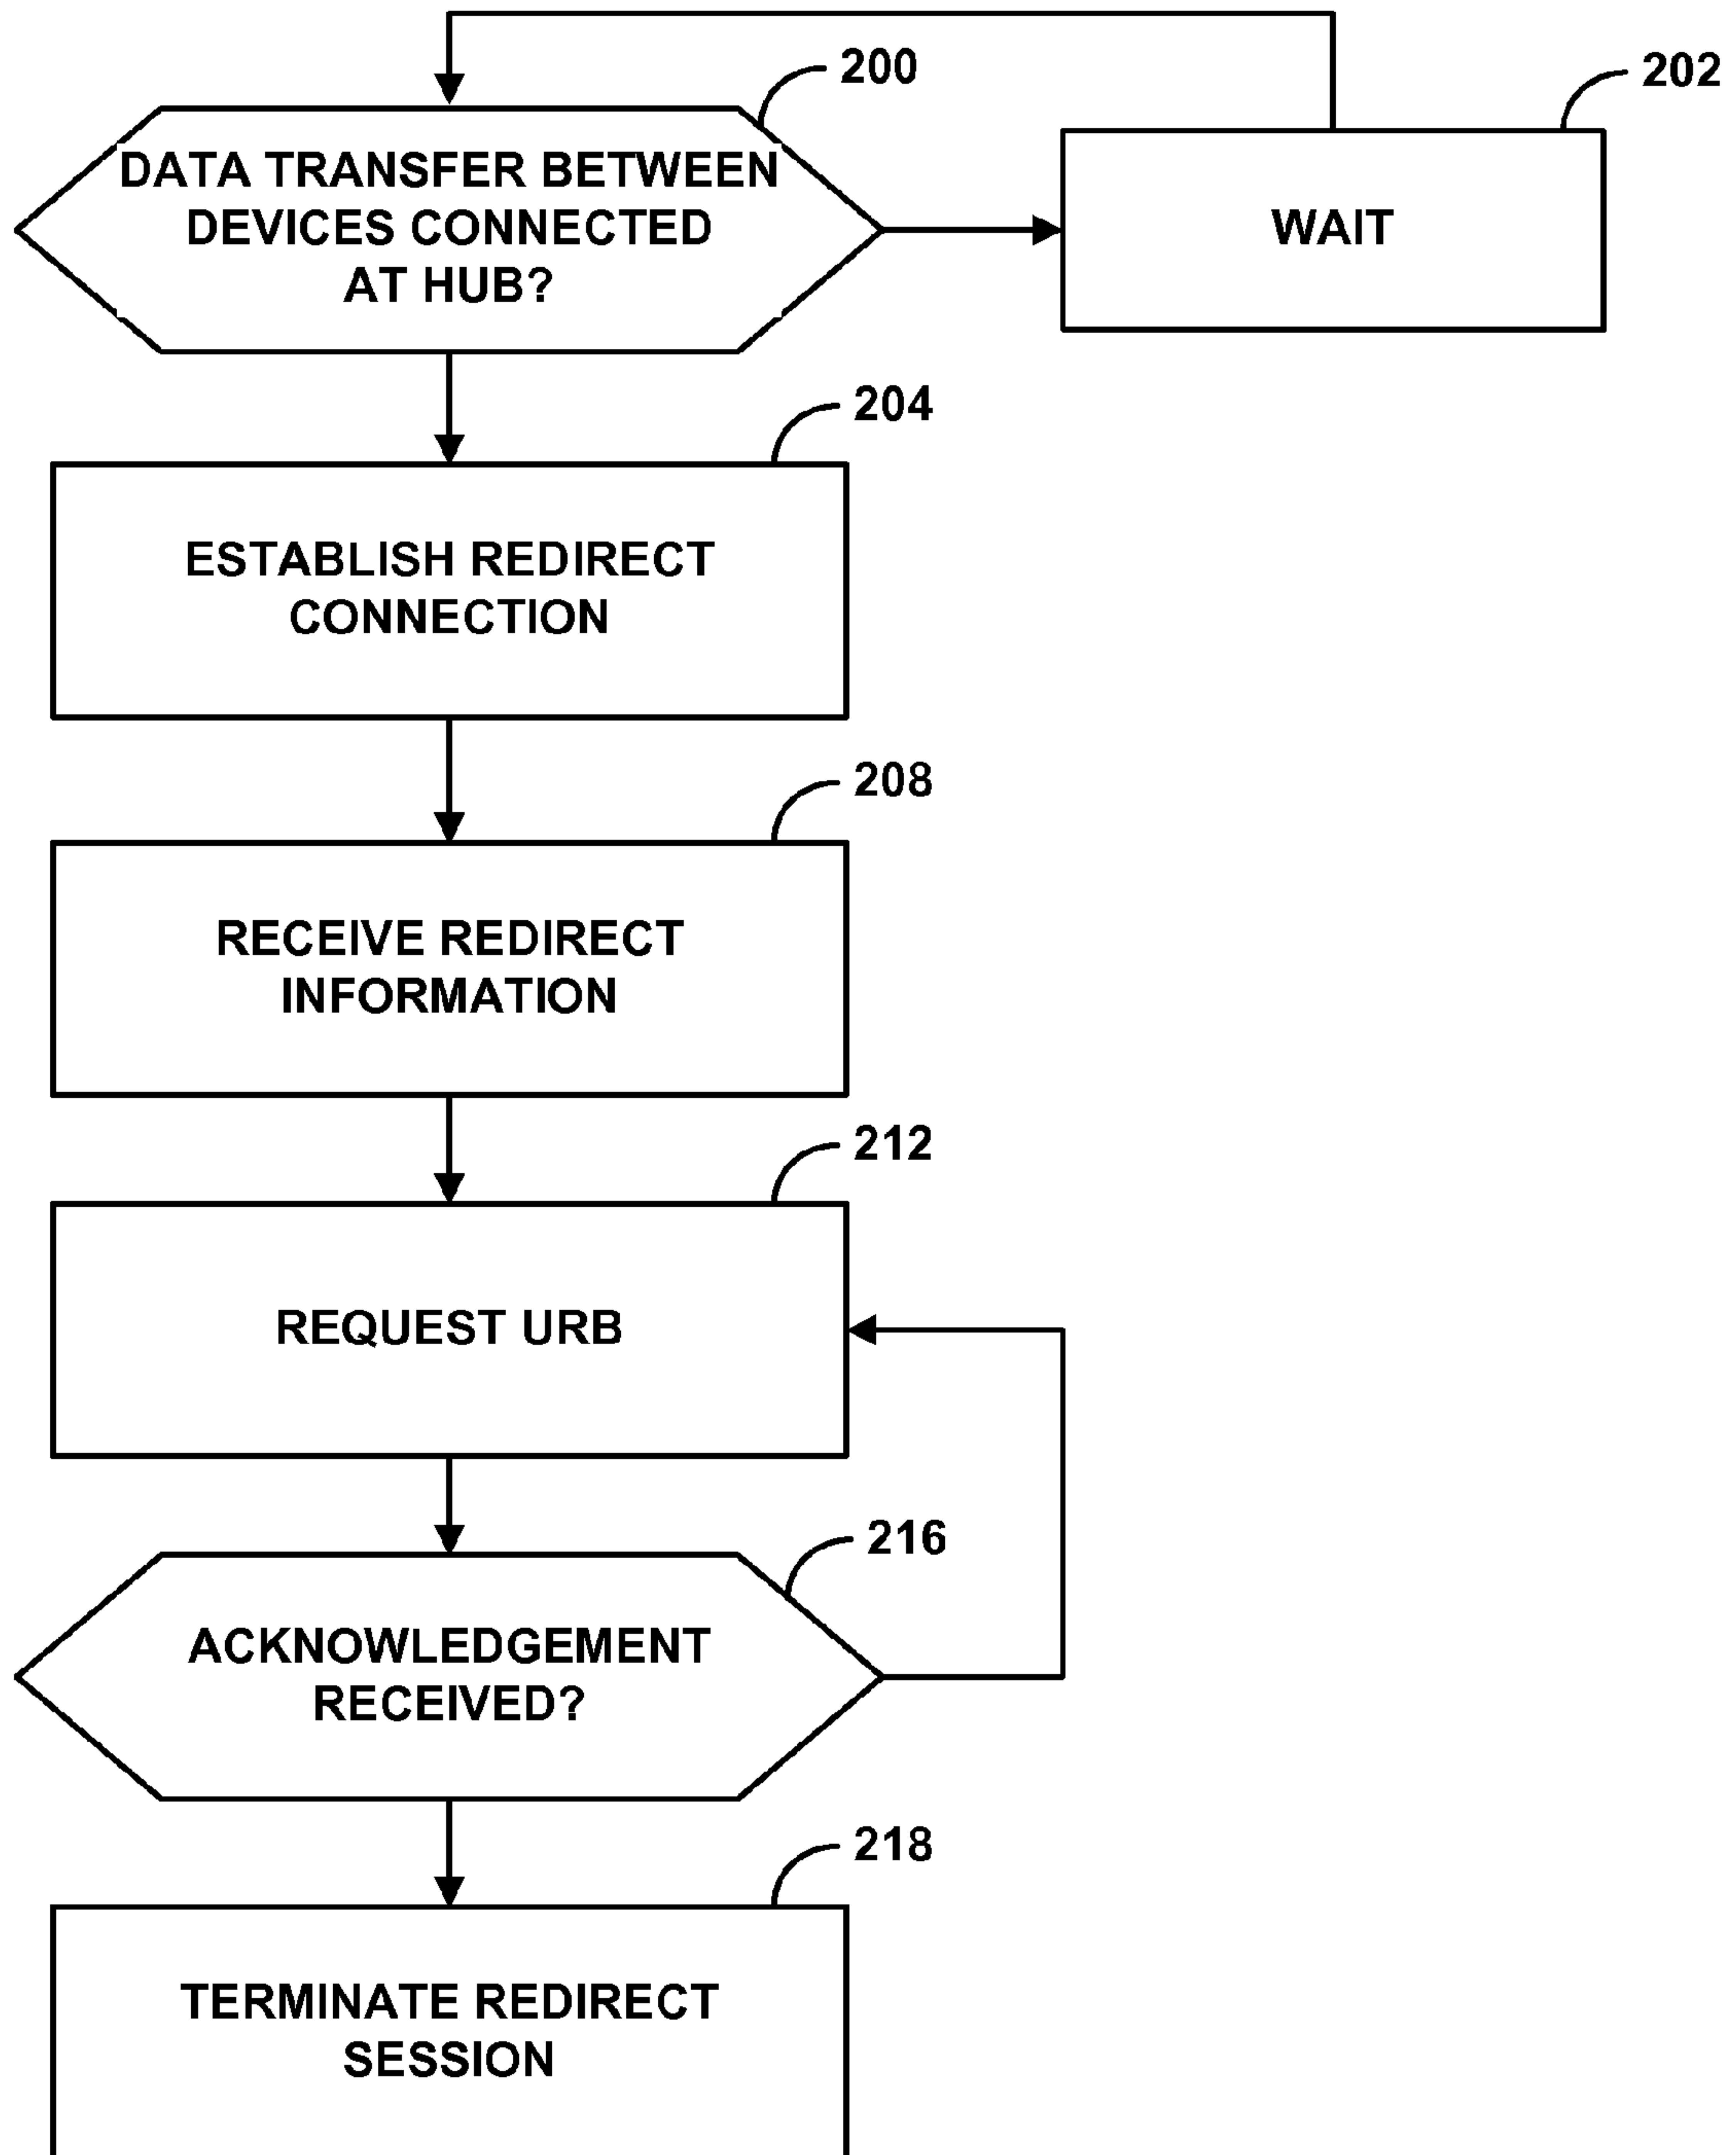 200
202
DATA TRANSFER BETWEEN
DEVICES CONNECTED
AT HUB?
WAIT
204
ESTABLISH REDIRECT
CONNECTION
208
RECEIVE REDIRECT
INFORMATION
212
REQUEST URB
216
ACKNOWLEDGEMENT
RECEIVED?
218
TERMINATE REDIRECT
SESSION